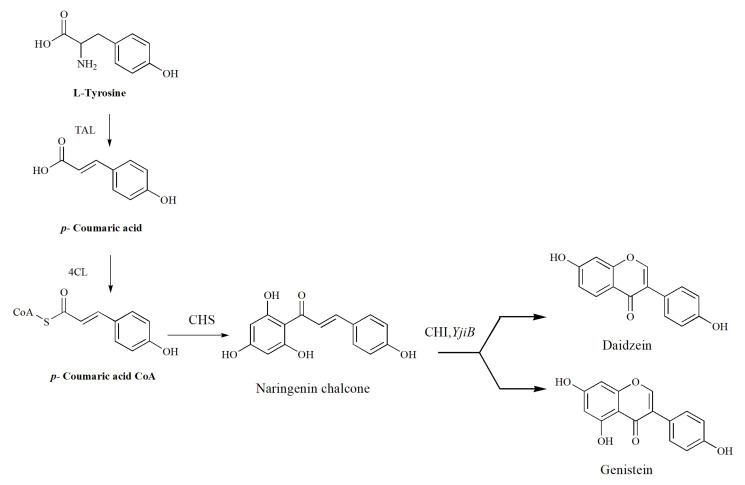 O
HO
NH₂
OH
L-Tyrosine
TAL
O
HO
OH
p- Coumaric acid
4CL
CoA
S
O
OH
p- Coumaric acid CoA
CHS
OH
O
HO
OH
OH
Naringenin chalcone
CHI,YjiB
HO
O
O
OH
Daidzein
HO
O
OH
O
OH
Genistein